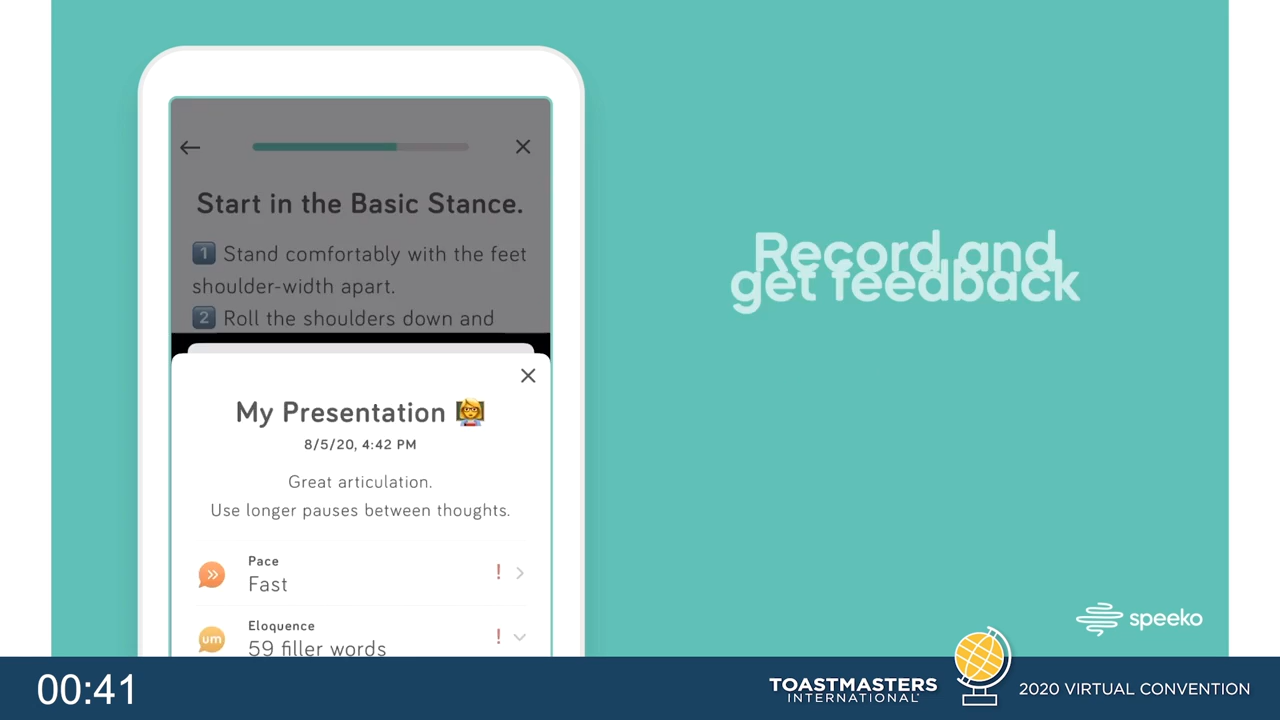 Start in the Basic Stance.
1 Stand comfortably with the feet
shoulder-width apart.
2 Roll the shoulders down and
My Presentation
8/5/20, 4:42 PM
Great articulation.
Use longer pauses between thoughts.
Pace
Fast
!
um
Eloquence
59 filler words
!
Record and
get feedback
speeko
00:41
TOASTMASTERS
INTERNATIONAL
2020 VIRTUAL CONVENTION